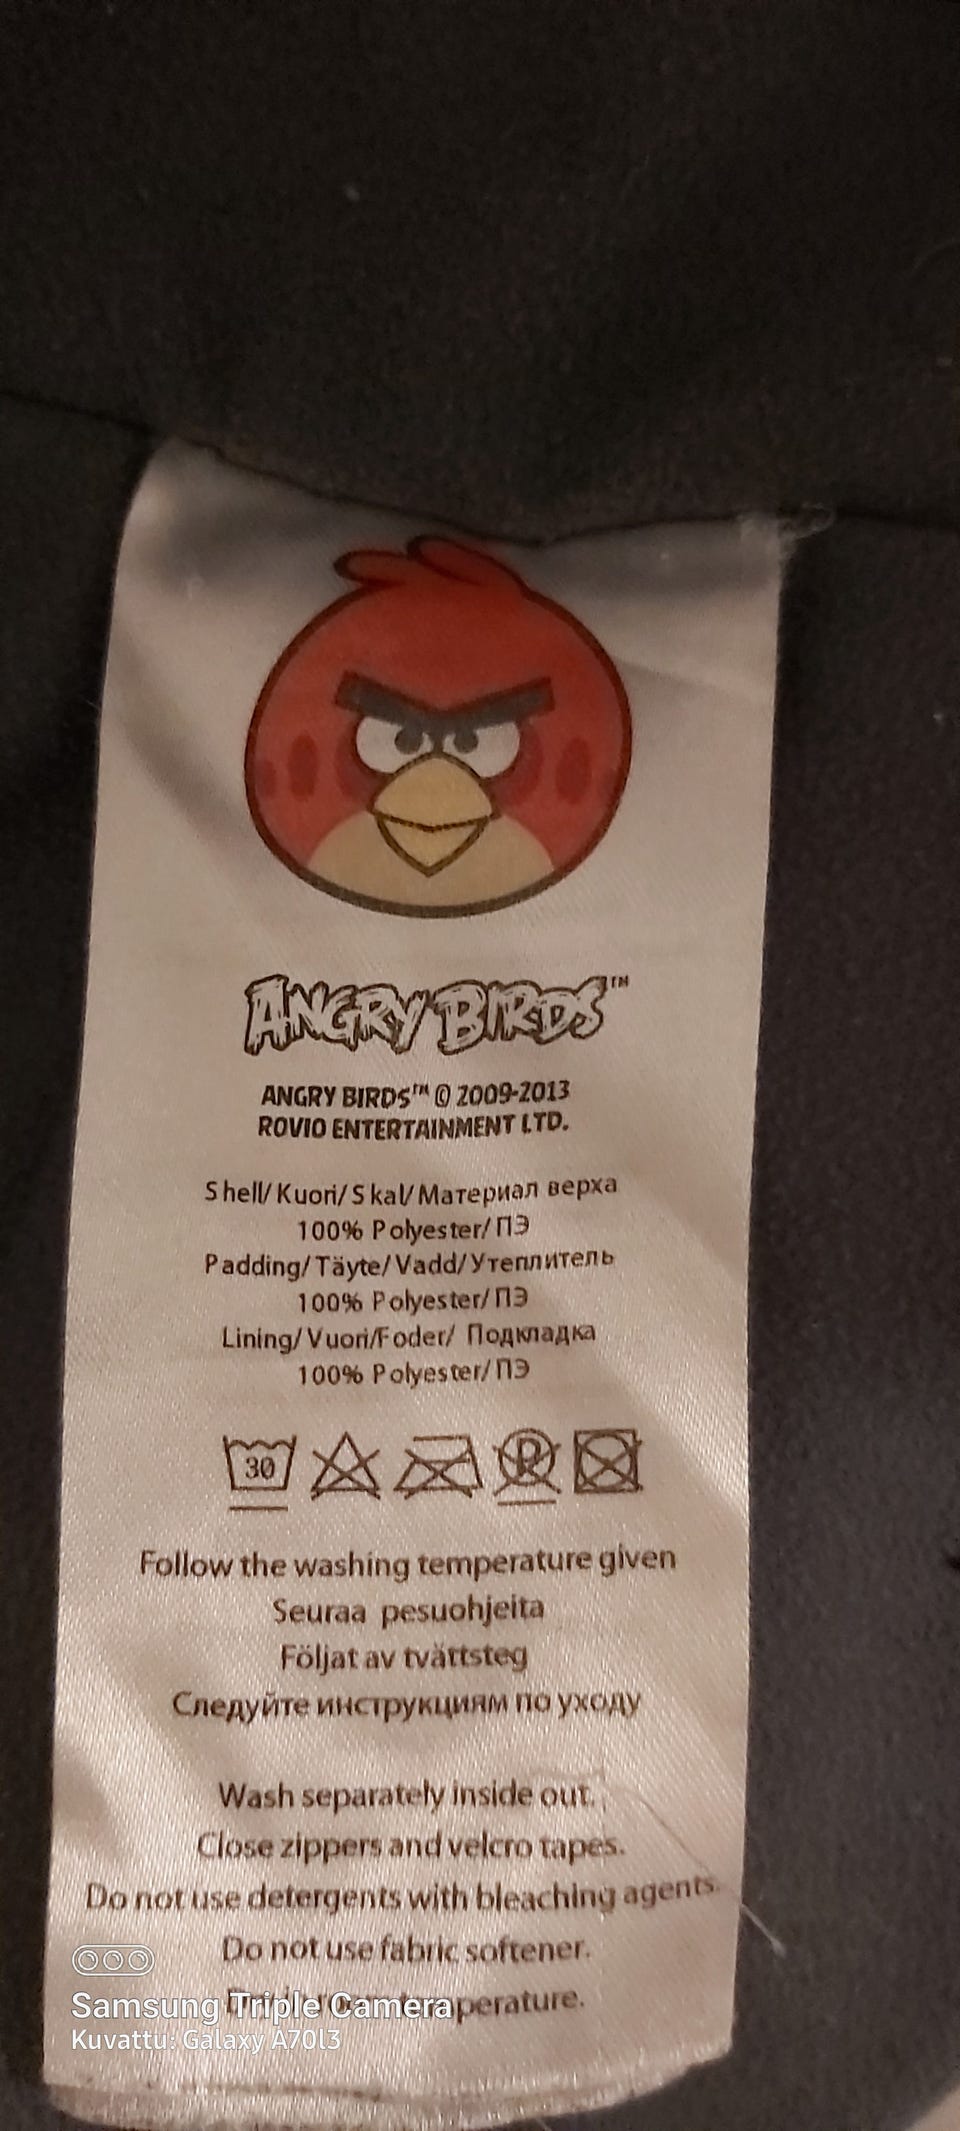 ANGRY BIRDS™
ANGRY BIRDS™ © 2009-2013
ROVIO ENTERTAINMENT LTD.
Shell/Kuori/Skal/Материал верха
100% Polyester/ПЭ
Padding/Täyte/Vadd/Утеплитель
100% Polyester/ПЭ
Lining/Vuori/Foder/ Подкладка
100% Polyester/ПЭ
30 P
Follow the washing temperature given
Seuraa pesuohjeita
Följat av tvättsteg
Следуйте инструкциям по уходу
Wash separately inside out.
Close zippers and velcro tapes.
Do not use detergents with bleaching agents.
Do not use fabric softener.
temperature.
Samsung Triple Camera
Kuvattu: Galaxy A70l3